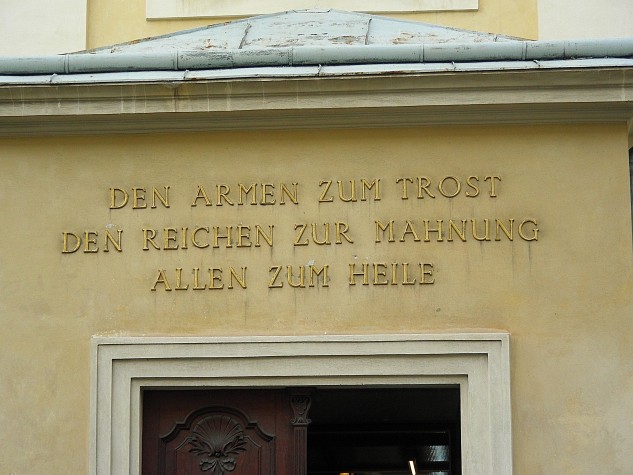 DEN ARMEN ZUM TROST
DEN REICHEN ZUR MAHNUNG
ALLEN ZUM HEILE